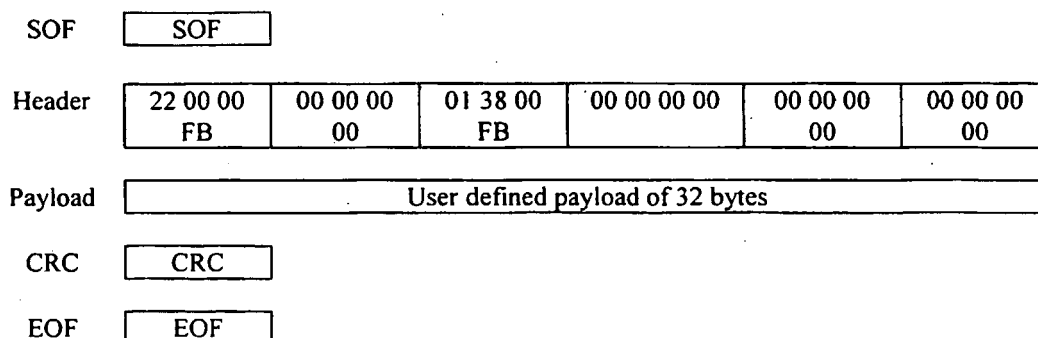 SOF SOF
Header 22 00 00 00 00 00 01 38 00 00 00 00 00 00 00 00 00 00 00
FB 00 FB 00 00
Payload User defined payload of 32 bytes
CRC CRC
EOF EOF